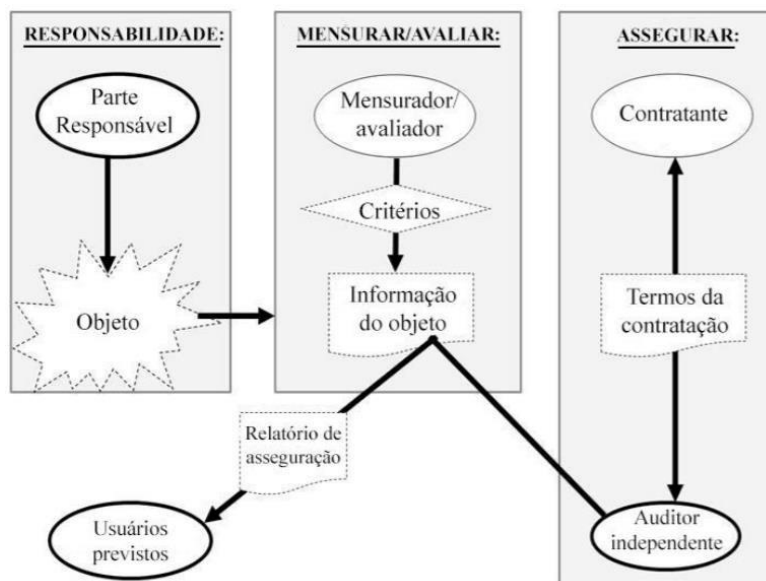 RESPONSABILIDADE:
Parte
Responsável
Objeto
MENSURAR/AVALIAR:
Mensurador/
avaliador
Critérios
Informação
do objeto
ASSEGURAR:
Contratante
Termos da
contratação
Auditor
independente
Relatório de
asseguração
Usuários
previstos